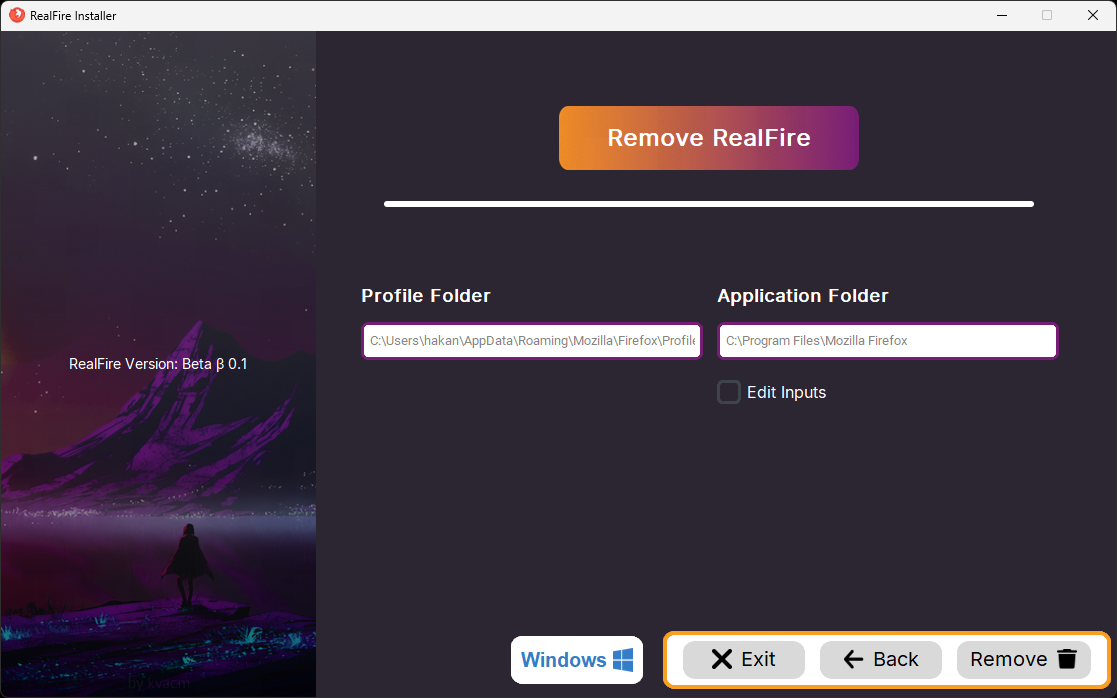 RealFire Installer
Remove RealFire
Profile Folder
Application Folder
C:\Users\hakan\AppData\Roaming\Mozilla\Firefox\Profile
C:\Program Files\Mozilla Firefox
Edit Inputs
RealFire Version: Beta β 0.1
by kvacm
Windows
Exit
Back
Remove